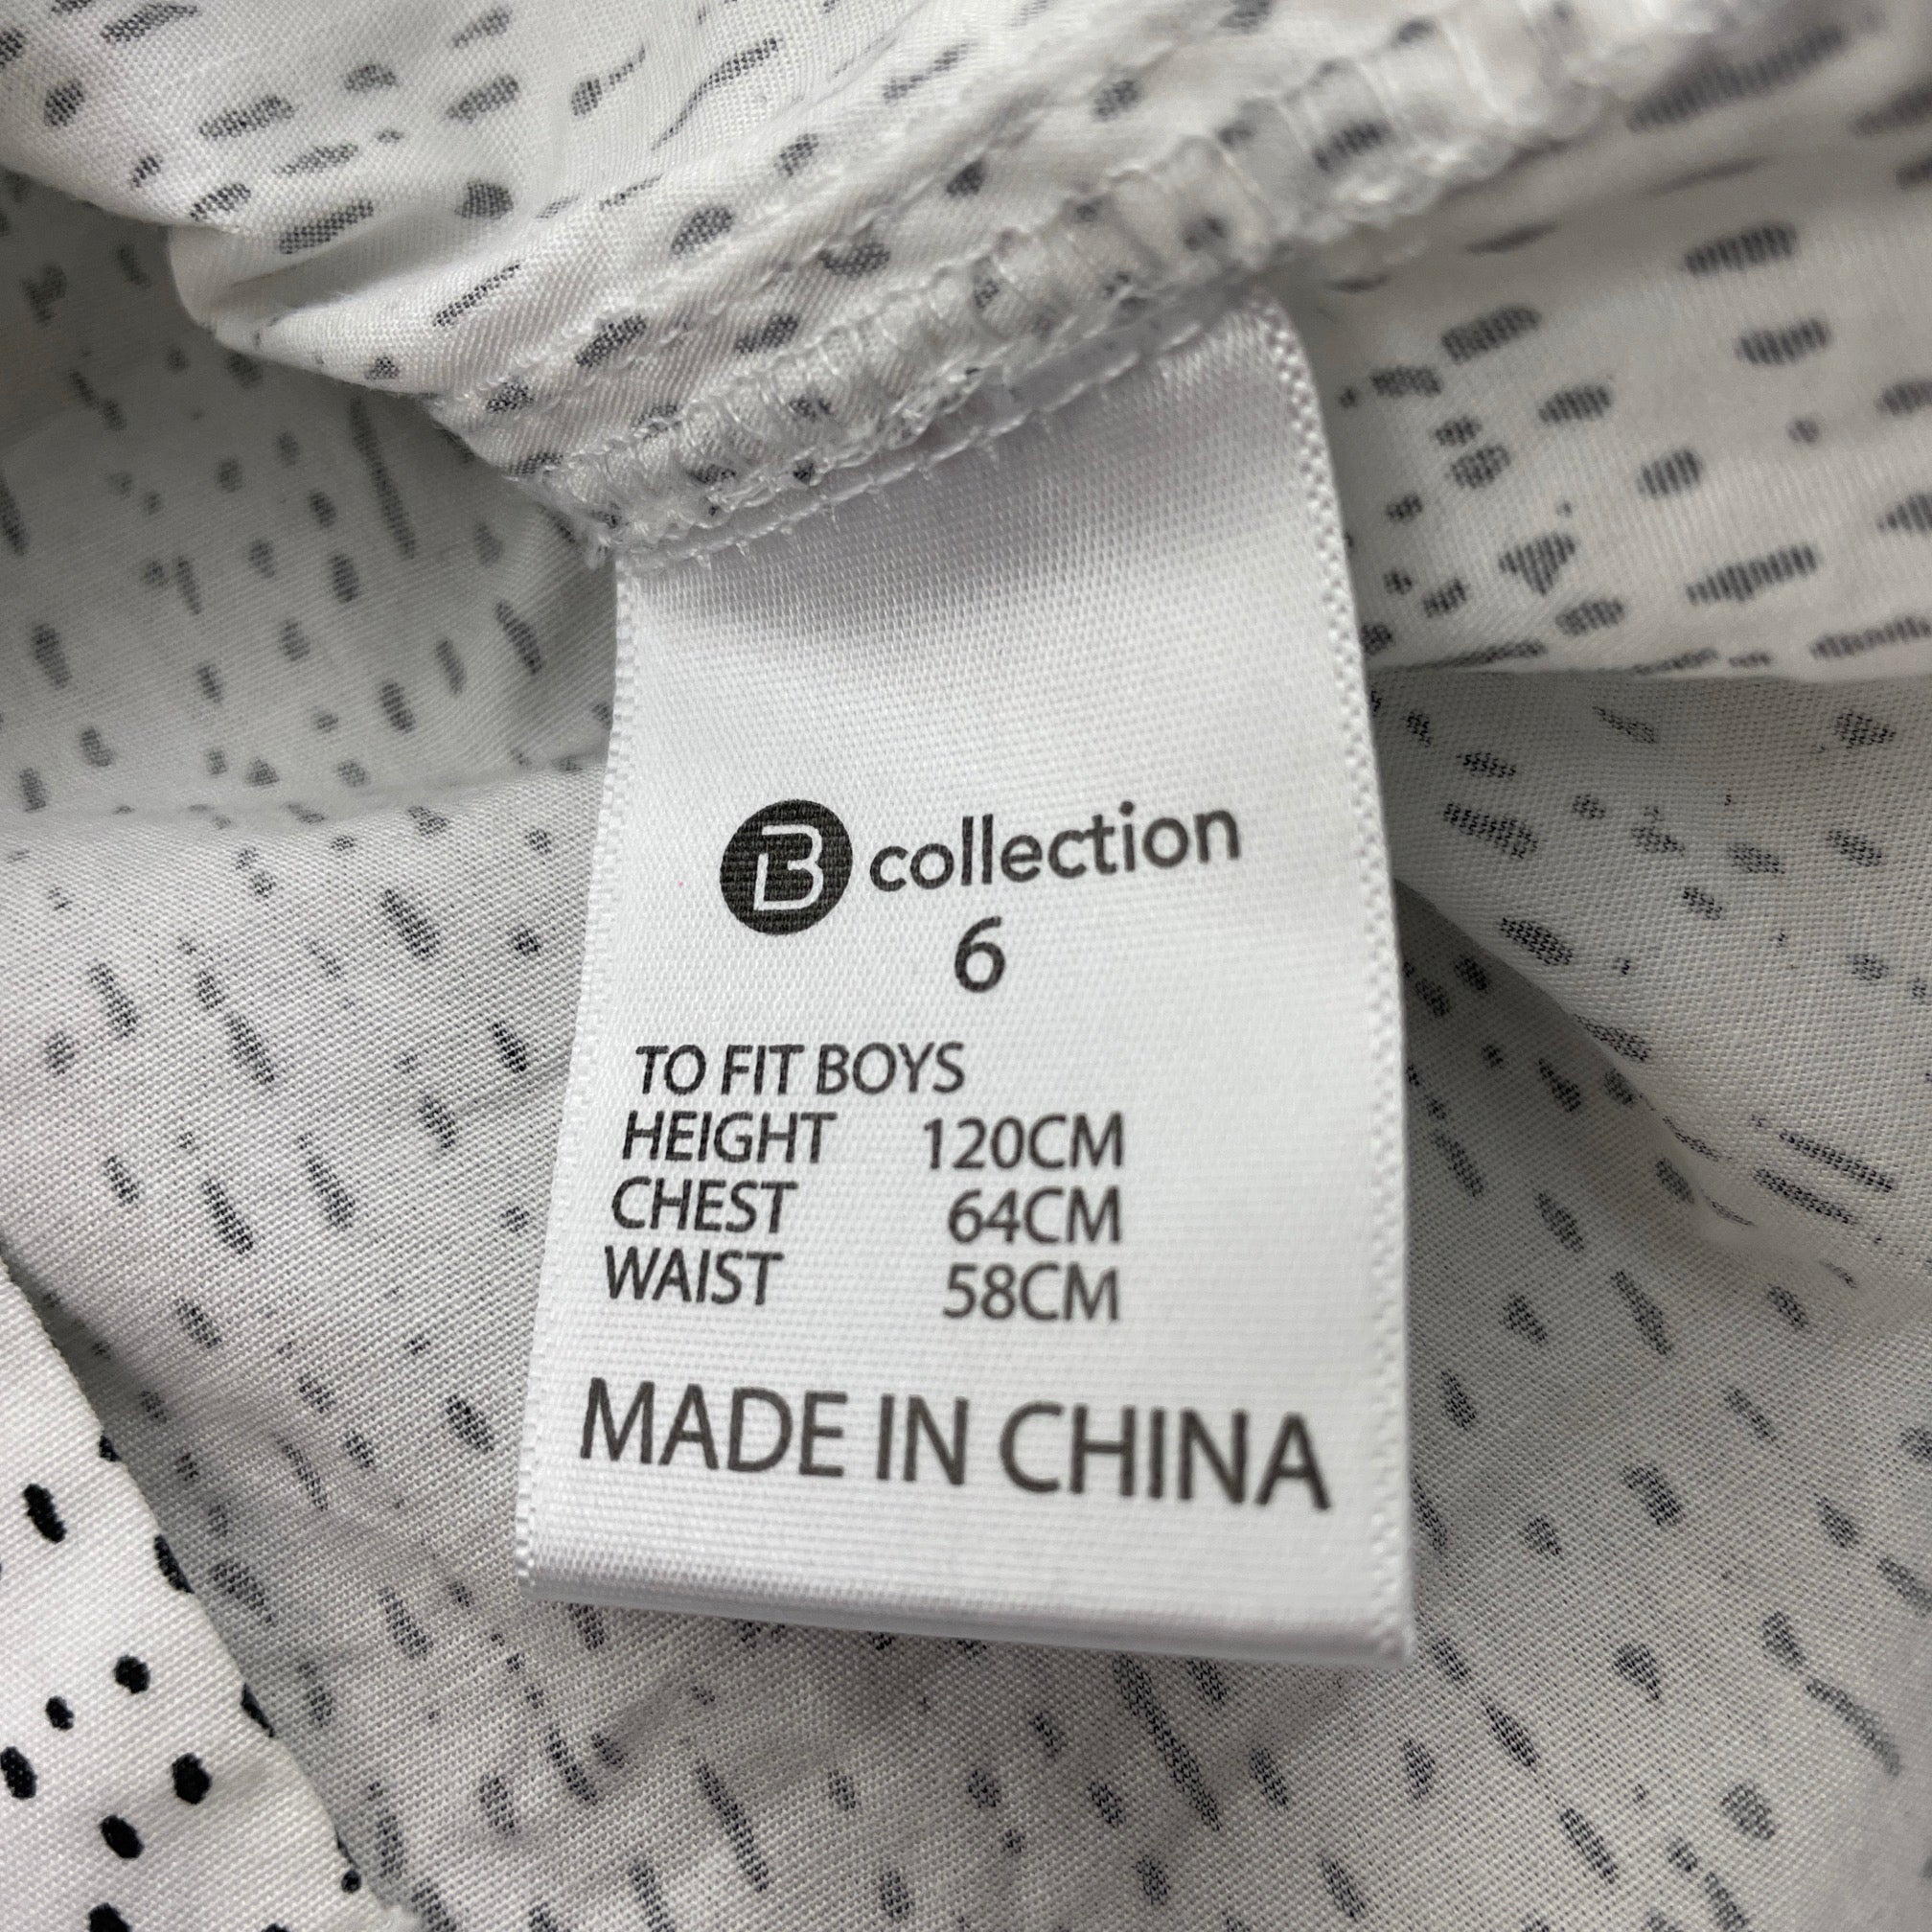 B collection
6
TO FIT BOYS
HEIGHT 120CM
CHEST 64CM
WAIST 58CM
MADE IN CHINA